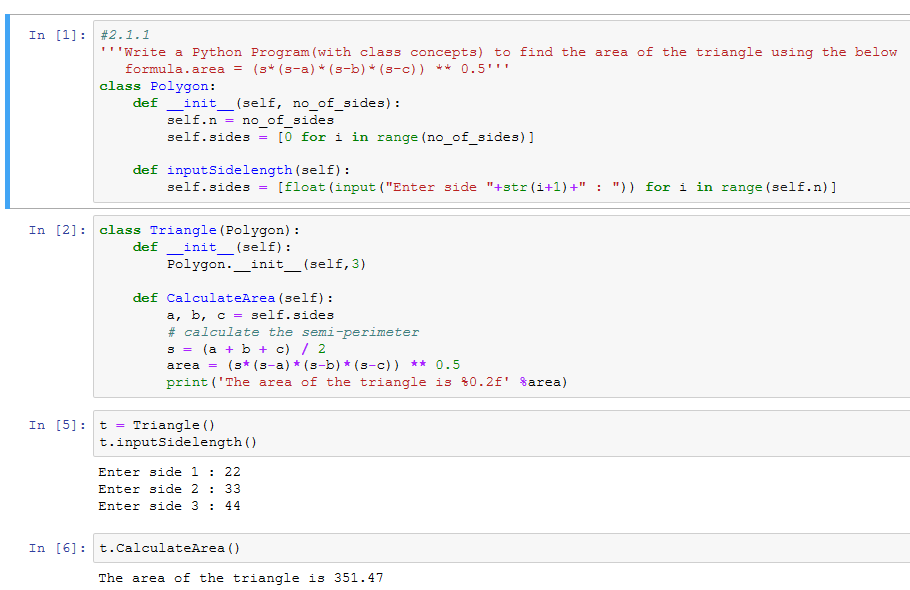 In [1]: #2.1.1
'''Write a Python Program(with class concepts) to find the area of the triangle using the below
   formula.area = (s*(s-a)*(s-b)*(s-c)) ** 0.5'''
class Polygon:
    def __init__(self, no_of_sides):
        self.n = no_of_sides
        self.sides = [0 for i in range(no_of_sides)]

    def inputSidelength(self):
        self.sides = [float(input("Enter side "+str(i+1)+" : ")) for i in range(self.n)]
In [2]: class Triangle(Polygon):
    def __init__(self):
        Polygon.__init__(self,3)

    def CalculateArea(self):
        a, b, c = self.sides
        # calculate the semi-perimeter
        s = (a + b + c) / 2
        area = (s*(s-a)*(s-b)*(s-c)) ** 0.5
        print('The area of the triangle is %0.2f' %area)
In [5]: t = Triangle()
t.inputSidelength()
Enter side 1 : 22
Enter side 2 : 33
Enter side 3 : 44
In [6]: t.CalculateArea()
The area of the triangle is 351.47